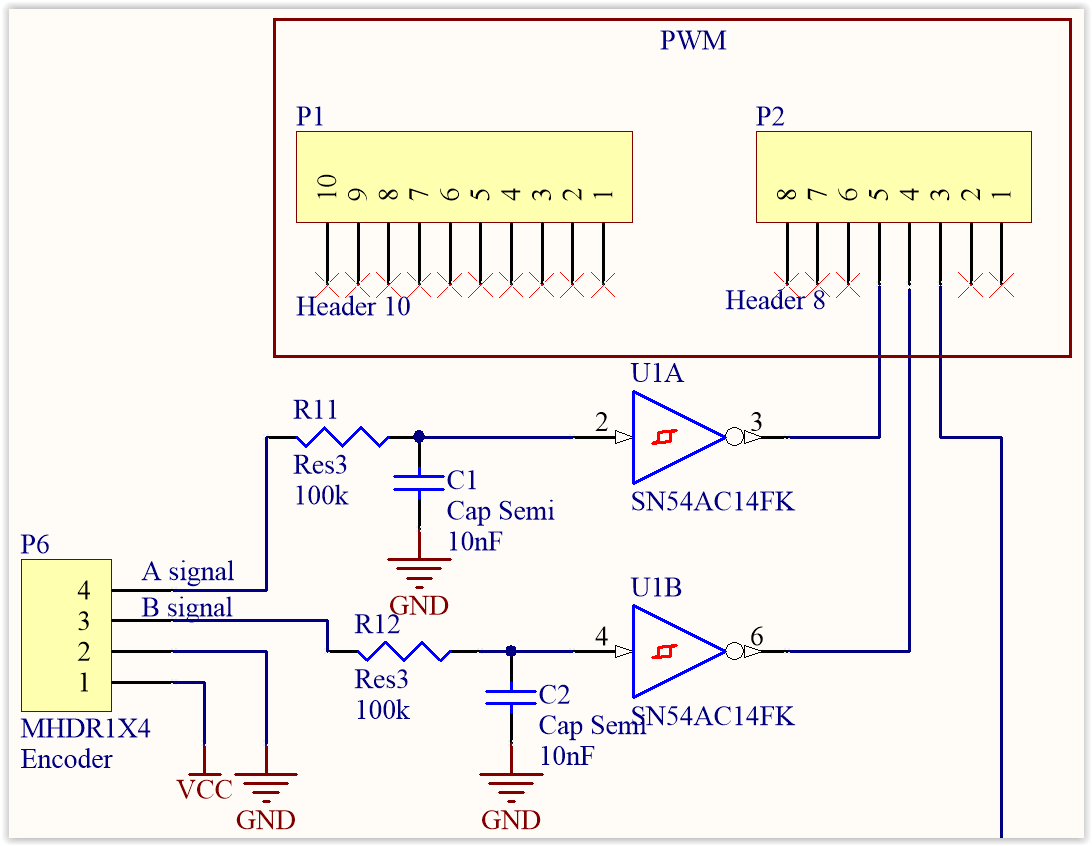 PWM
P1
10 9 8 7 6 5 4 3 2 1
Header 10
P2
8 7 6 5 4 3 2 1
Header 8
U1A
2
3
SN54AC14FK
R11
Res3
100k
C1
Cap Semi
10nF
GND
P6
4
3
2
1
A signal
B signal
MHDR1X4
Encoder
VCC
GND
R12
Res3
100k
C2
Cap Semi
10nF
GND
U1B
4
6
SN54AC14FK